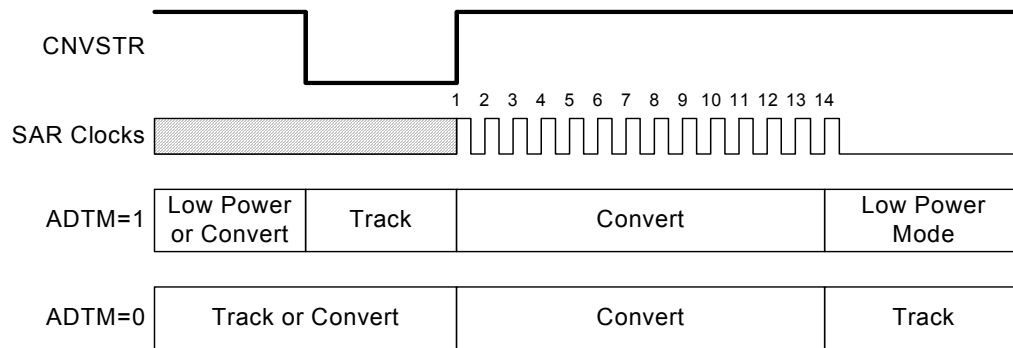 CNVSTR
1 2 3 4 5 6 7 8 9 10 11 12 13 14
SAR Clocks
ADTM=1
Low Power
or Convert
Track
Convert
Low Power
Mode
ADTM=0
Track or Convert
Convert
Track